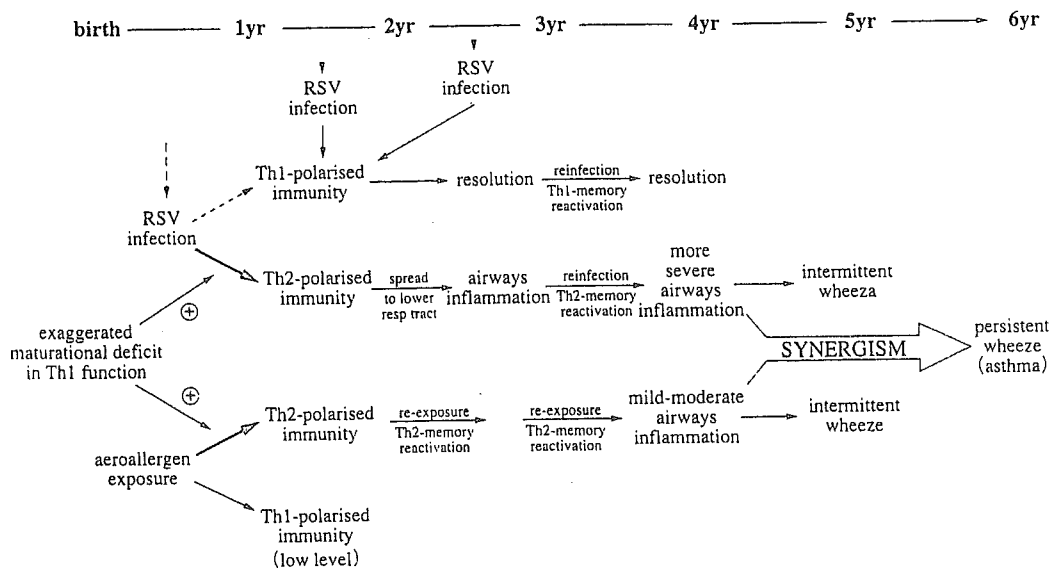 birth 1yr 2yr 3yr 4yr 5yr 6yr
RSV
infection
RSV
infection
Th1-polarised
immunity
resolution
reinfection
Th1-memory
reactivation
resolution
RSV
infection
Th2-polarised
immunity
spread
to lower
resp tract
airways
inflammation
reinfection
Th2-memory
reactivation
more
severe
airways
inflammation
intermittent
wheeza
exaggerated
maturational deficit
in Th1 function
+
+
SYNERGISM
persistent
wheeze
(asthma)
Th2-polarised
immunity
re-exposure
Th2-memory
reactivation
re-exposure
Th2-memory
reactivation
mild-moderate
airways
inflammation
intermittent
wheeze
aeroallergen
exposure
Th1-polarised
immunity
(low level)